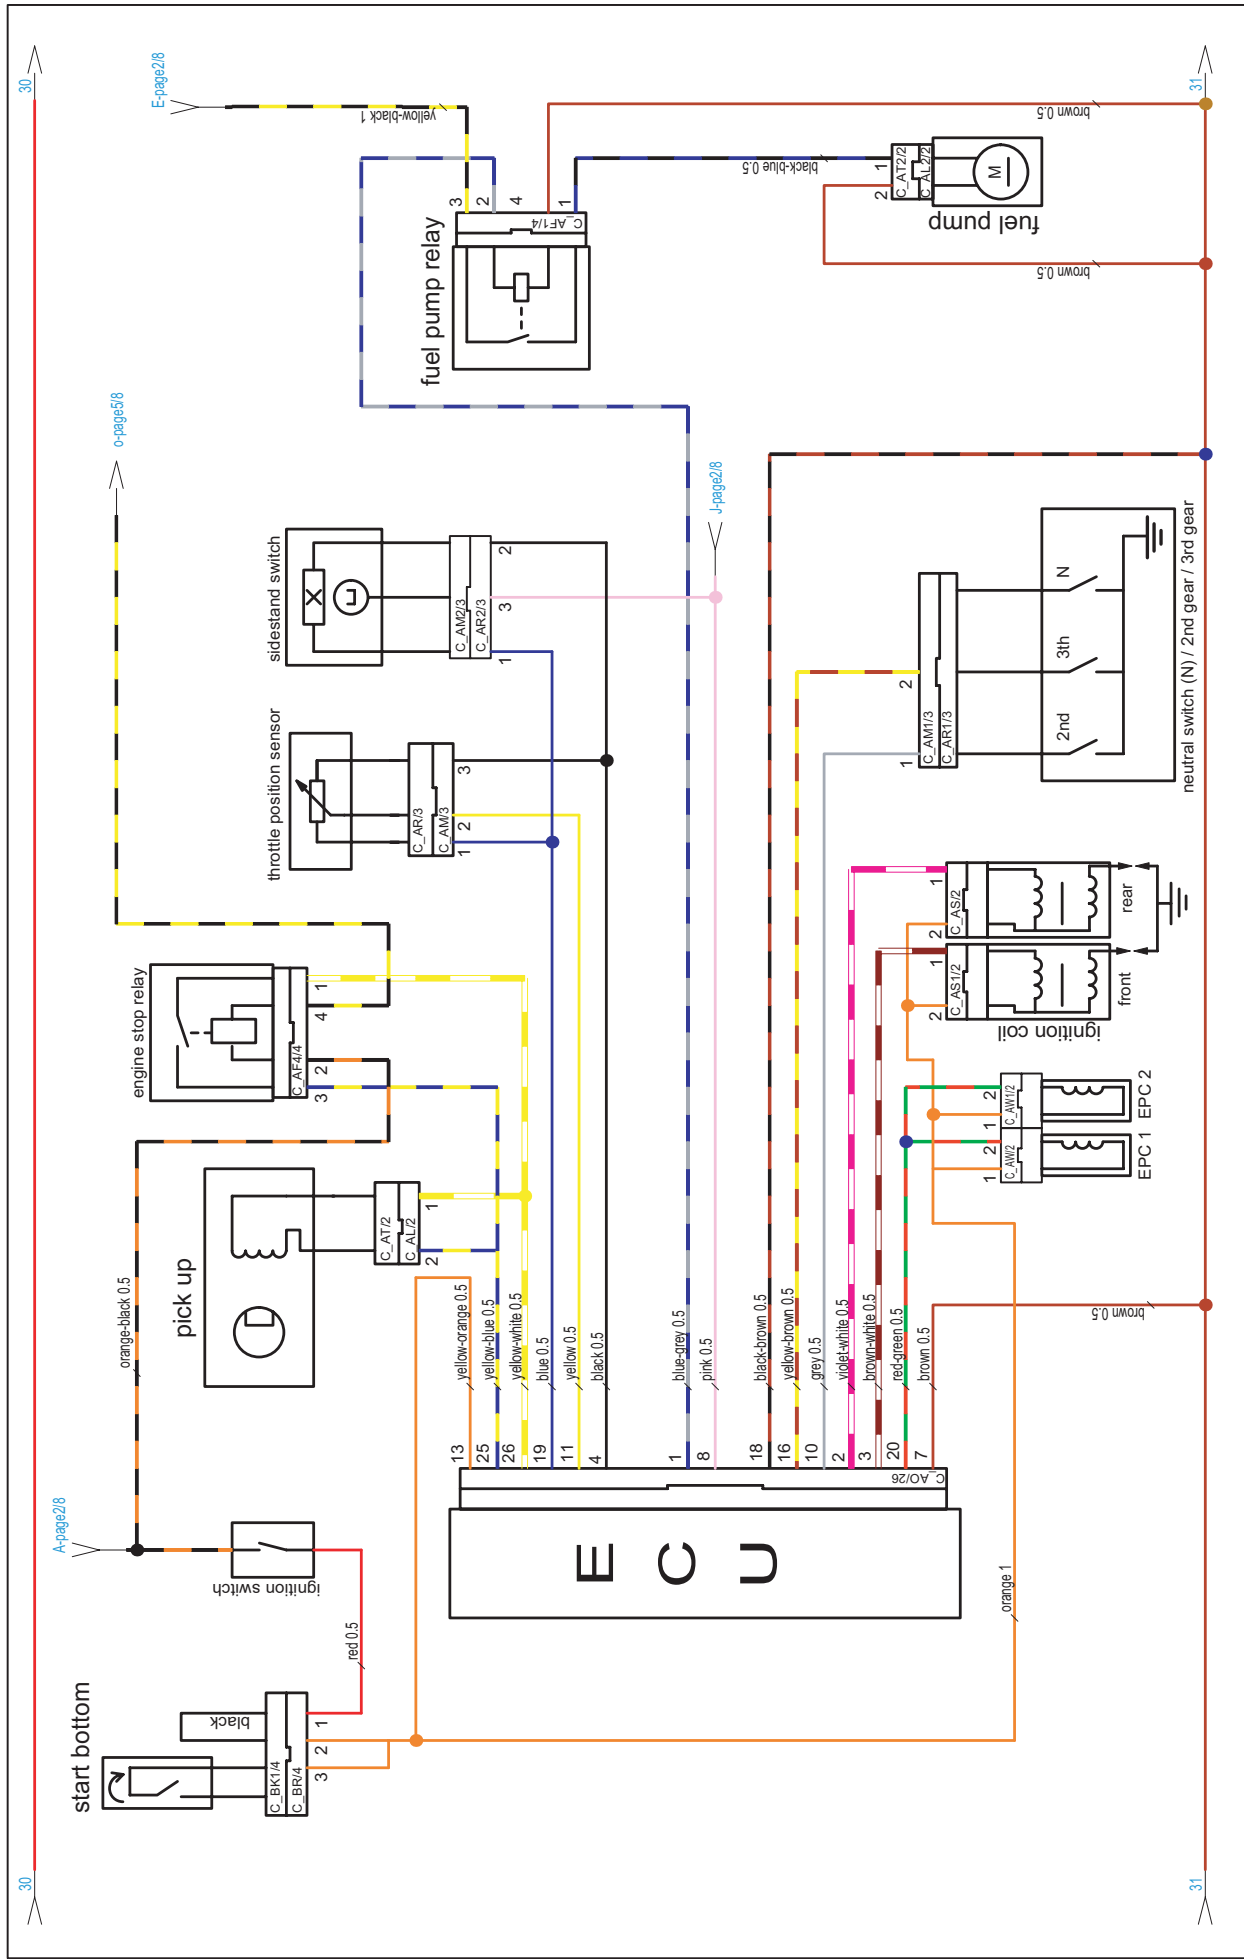 30
30
A-page2/8
E-page2/8
o-page5/8
start bottom
black
C_BK1/4
C_BR/4
3
2
1
red 0.5
ignition switch
orange-black 0.5
pick up
C_AT/2
C_AL/2
2
1
engine stop relay
C_AF4/4
3
2
4
1
throttle position sensor
C_AR/3
C_AM/3
1
2
3
sidestand switch
C_AM2/3
C_AR2/3
1
3
2
fuel pump relay
C_AF1/4
3
2
4
1
yellow-black 1
E
C
U
C_AO/26
13
yellow-orange 0.5
25
yellow-blue 0.5
26
yellow-white 0.5
19
blue 0.5
11
yellow 0.5
4
black 0.5
1
blue-grey 0.5
8
pink 0.5
J-page2/8
18
black-brown 0.5
16
yellow-brown 0.5
10
grey 0.5
2
violet-white 0.5
3
brown-white 0.5
20
red-green 0.5
7
brown 0.5
orange 1
brown 0.5
1
2
1
2
C_AW/2
C_AW1/2
EPC 1
EPC 2
2
1
2
1
C_AS1/2
C_AS/2
ignition coil
front
rear
1
2
C_AM1/3
C_AR1/3
2nd
3th
N
neutral switch (N) / 2nd gear / 3rd gear
black-blue 0.5
2
1
C_AT2/2
C_AL2/2
M
fuel pump
brown 0.5
brown 0.5
31
31